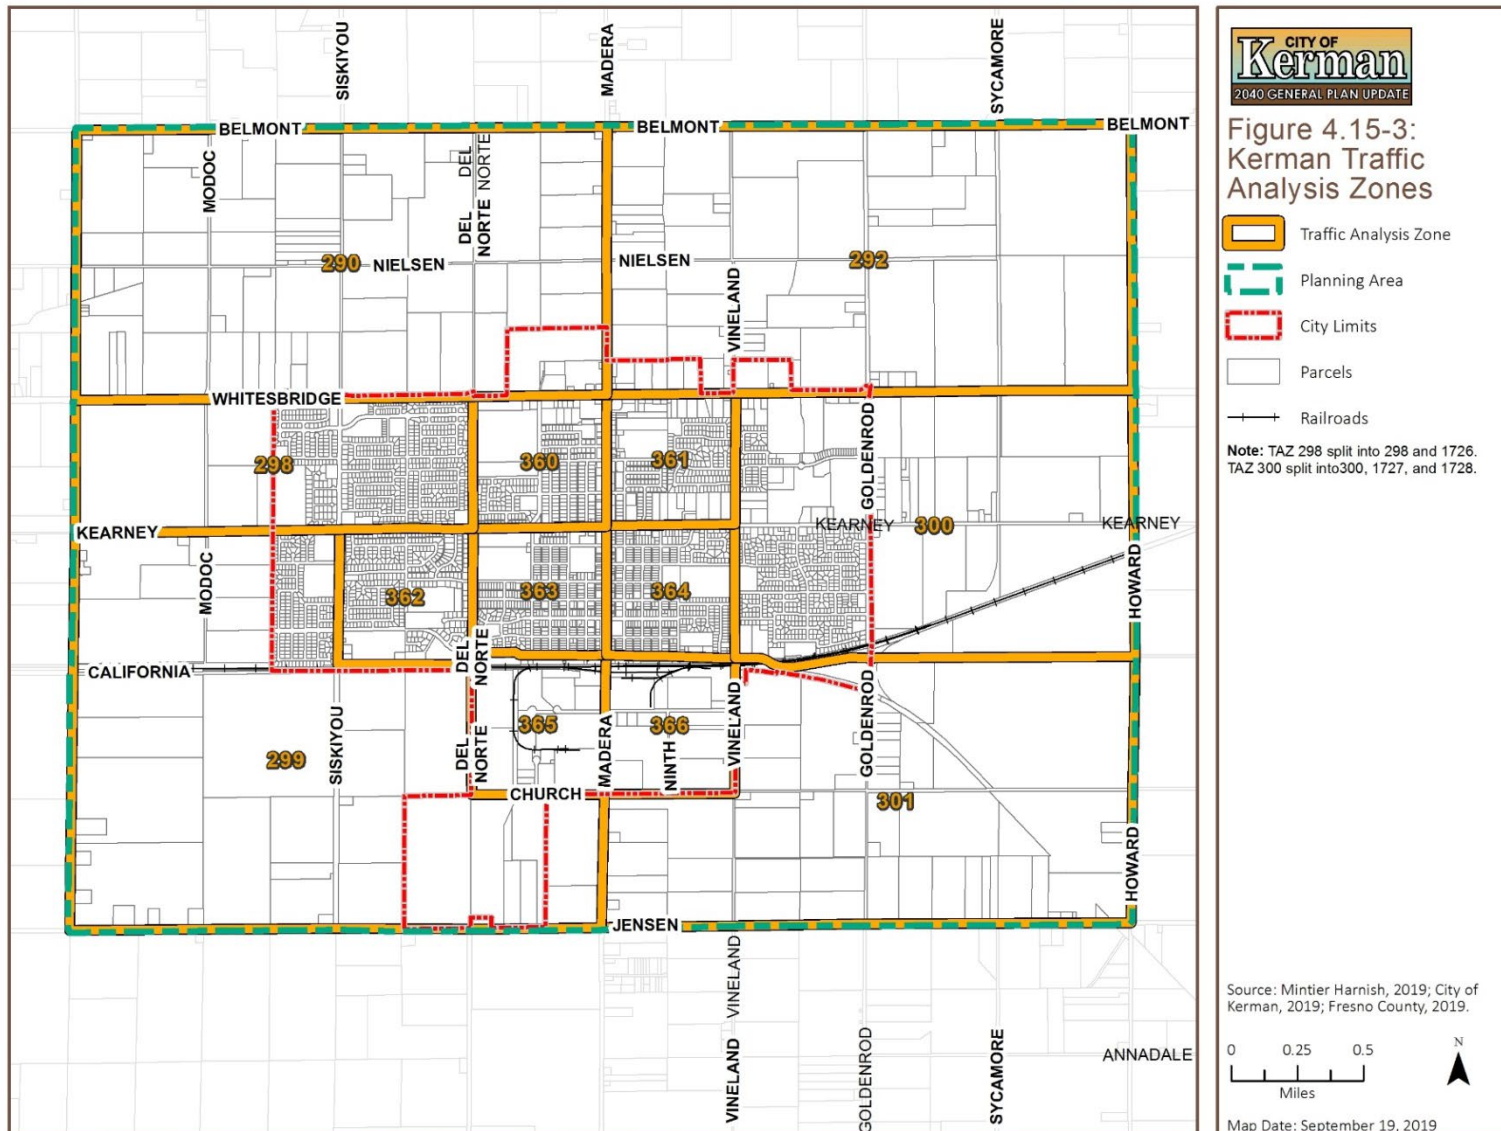 SISKIYOU
MADERA
SYCAMORE
BELMONT
BELMONT
BELMONT
MODOC
DEL
NORTE
DEL
NORTE
290
NIELSEN
NIELSEN
292
VINELAND
WHITESBRIDGE
GOLDENROD
298
360
361
KEARNEY
KEARNEY
300
KEARNEY
MODOC
362
363
364
HOWARD
CALIFORNIA
DEL
NORTE
SISKIYOU
299
DEL
NORTE
365
MADERA
366
NINTH
VINELAND
GOLDENROD
CHURCH
301
HOWARD
JENSEN
VINELAND
VINELAND
GOLDENROD
SYCAMORE
ANNADALE
CITY OF
Kerman
2040 GENERAL PLAN UPDATE
Figure 4.15-3:
Kerman Traffic
Analysis Zones
Traffic Analysis Zone
Planning Area
City Limits
Parcels
Railroads
Note: TAZ 298 split into 298 and 1726.
TAZ 300 split into300, 1727, and 1728.
Source: Mintier Harnish, 2019; City of
Kerman, 2019; Fresno County, 2019.
N
0 0.25 0.5
Miles
Map Date: September 19, 2019